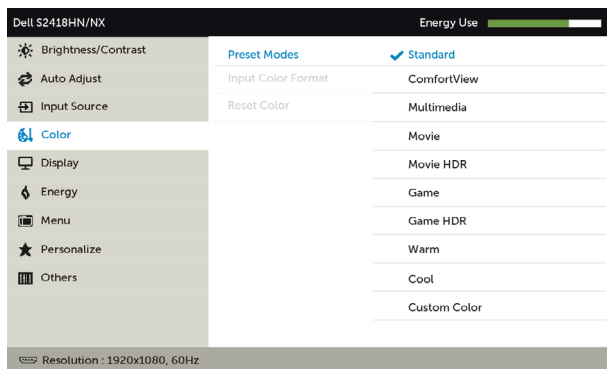 Dell S2418HN/NX
Energy Use
Brightness/Contrast
Auto Adjust
Input Source
Color
Display
Energy
Menu
Personalize
Others
Preset Modes
Input Color Format
Reset Color
Standard
ComfortView
Multimedia
Movie
Movie HDR
Game
Game HDR
Warm
Cool
Custom Color
Resolution : 1920x1080, 60Hz